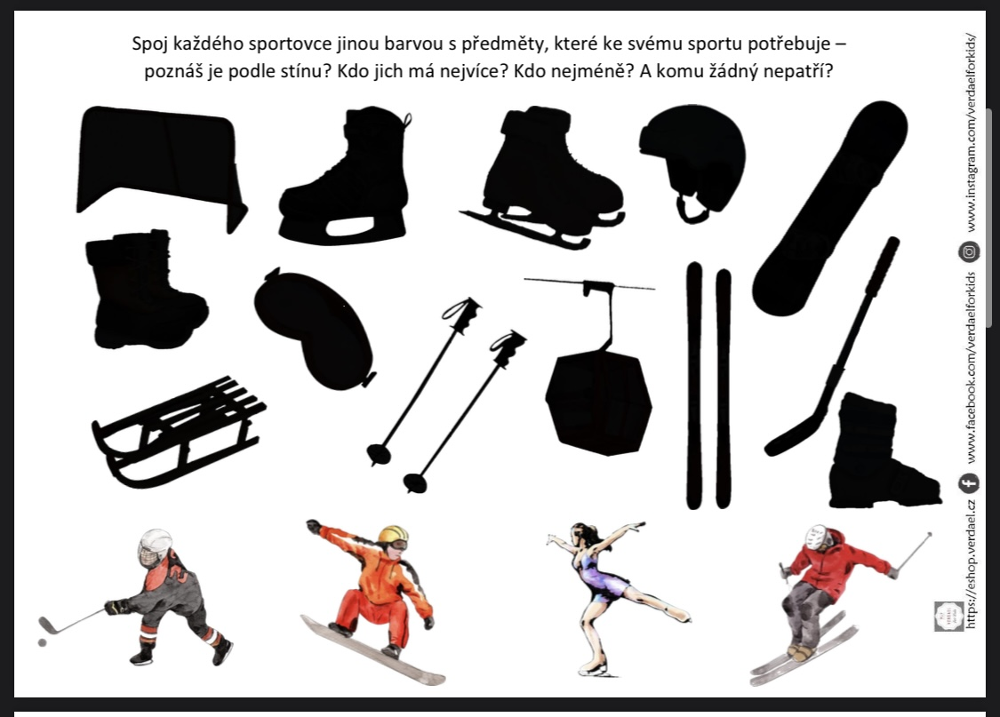 Spoj každého sportovce jinou barvou s předměty, které ke svému sportu potřebuje –
poznáš je podle stínu? Kdo jich má nejvíce? Kdo nejméně? A komu žádný nepatří?
www.instagram.com/verdaelforkids/
www.facebook.com/verdaelforkids
https://eshop.verdael.cz